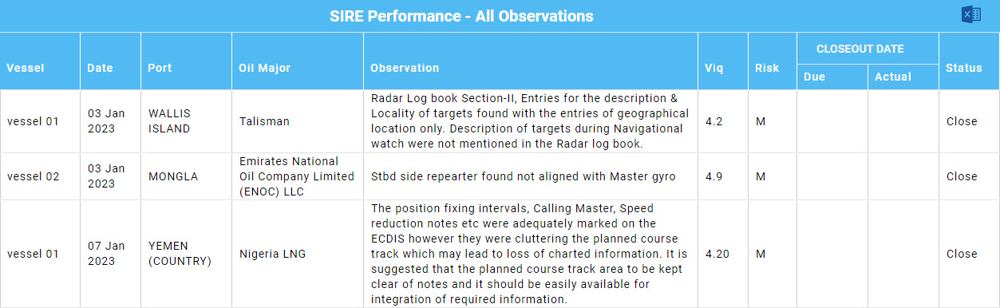 SIRE Performance - All Observations
Vessel
Date
Port
Oil Major
Observation
Viq
Risk
CLOSEOUT DATE
Due
Actual
Status
vessel 01
03 Jan
2023
WALLIS
ISLAND
Talisman
Radar Log book Section-II, Entries for the description &
Locality of targets found with the entries of geographical
location only. Description of targets during Navigational
watch were not mentioned in the Radar log book.
4.2
M
Close
vessel 02
03 Jan
2023
MONGLA
Emirates National
Oil Company Limited
(ENOC) LLC
Stbd side repearter found not aligned with Master gyro
4.9
M
Close
vessel 01
07 Jan
2023
YEMEN
(COUNTRY)
Nigeria LNG
The position fixing intervals, Calling Master, Speed
reduction notes etc were adequately marked on the
ECDIS however they were cluttering the planned course
track which may lead to loss of charted information. It is
suggested that the planned course track area to be kept
clear of notes and it should be easily available for
integration of required information.
4.20
M
Close